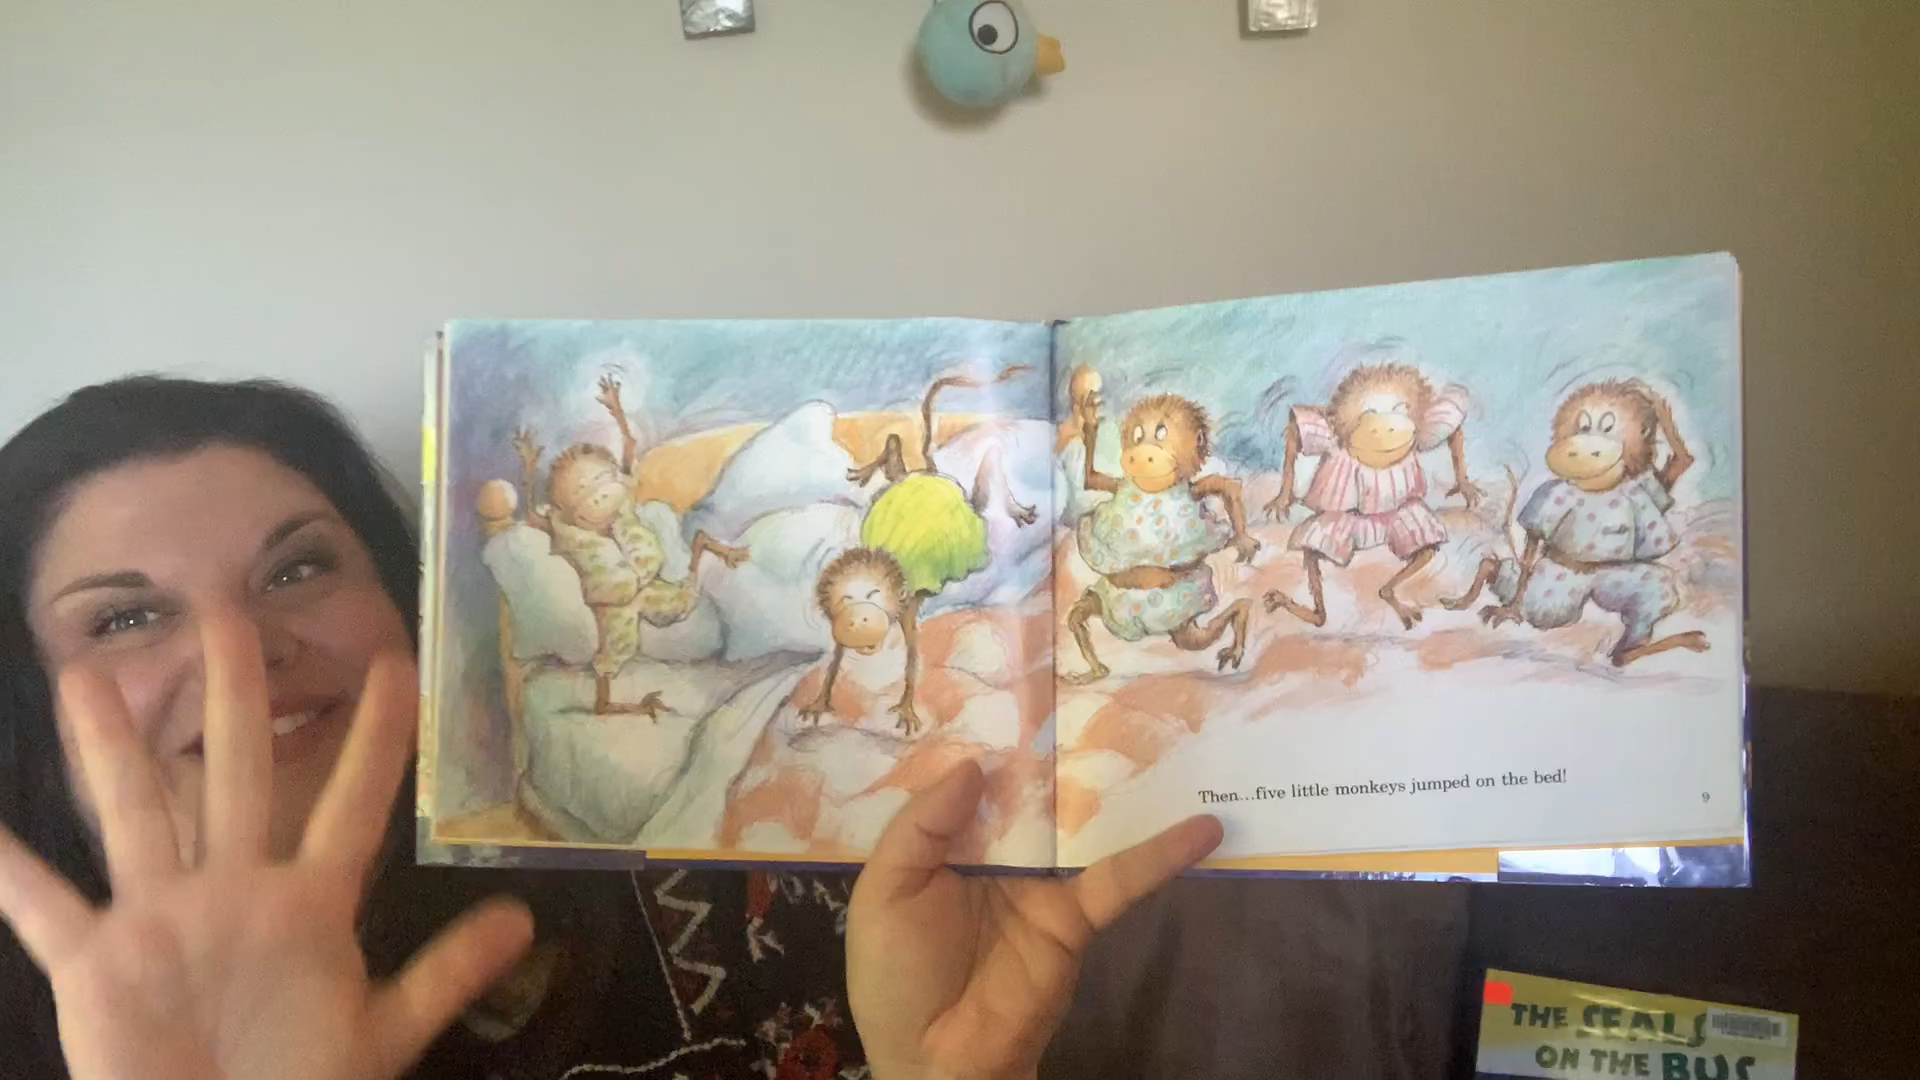 Then...five little monkeys jumped on the bed!
9
THE SEALS
ON THE BUS